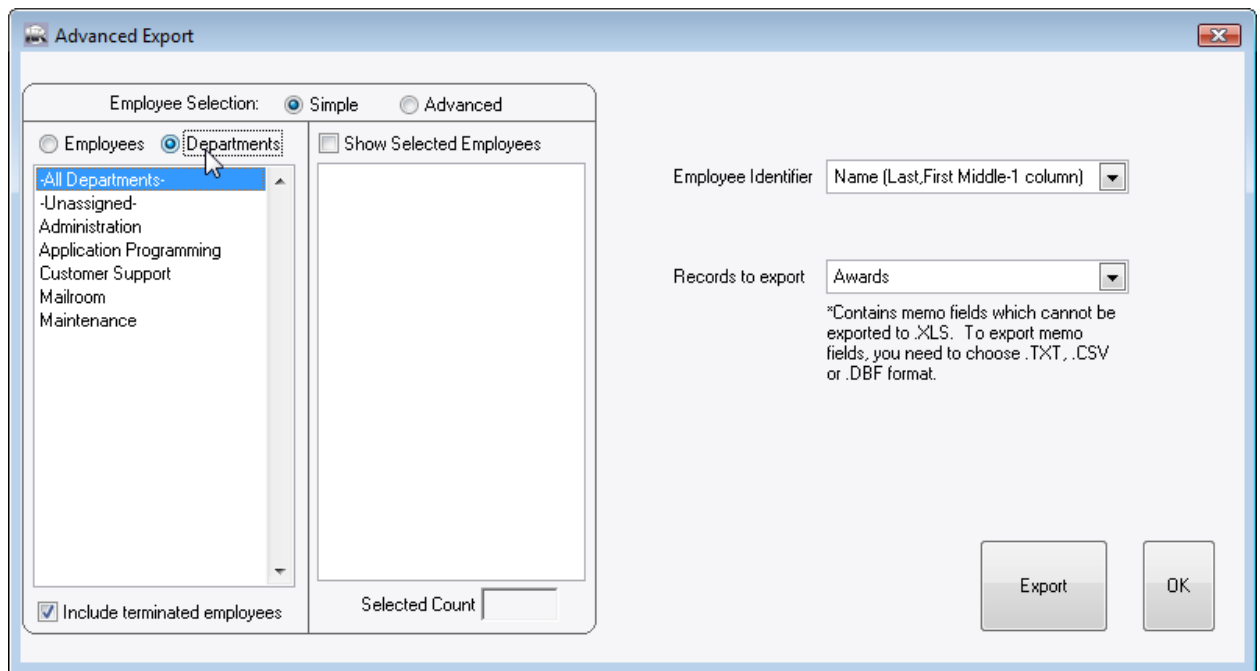 Advanced Export
Employee Selection: Simple Advanced
Employees Departments
Show Selected Employees
-All Departments-
-Unassigned-
Administration
Application Programming
Customer Support
Mailroom
Maintenance
Include terminated employees
Selected Count
Employee Identifier Name (Last,First Middle-1 column)
Records to export Awards
*Contains memo fields which cannot be
exported to .XLS. To export memo
fields, you need to choose .TXT, .CSV
or .DBF format.
Export
OK